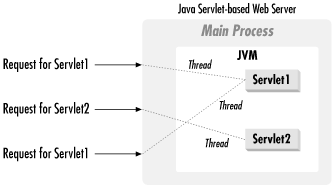 Java Servlet-based Web Server
Main Process
JVM
Request for Servlet1
Thread
Servlet1
Thread
Request for Servlet2
Thread
Servlet2
Request for Servlet1